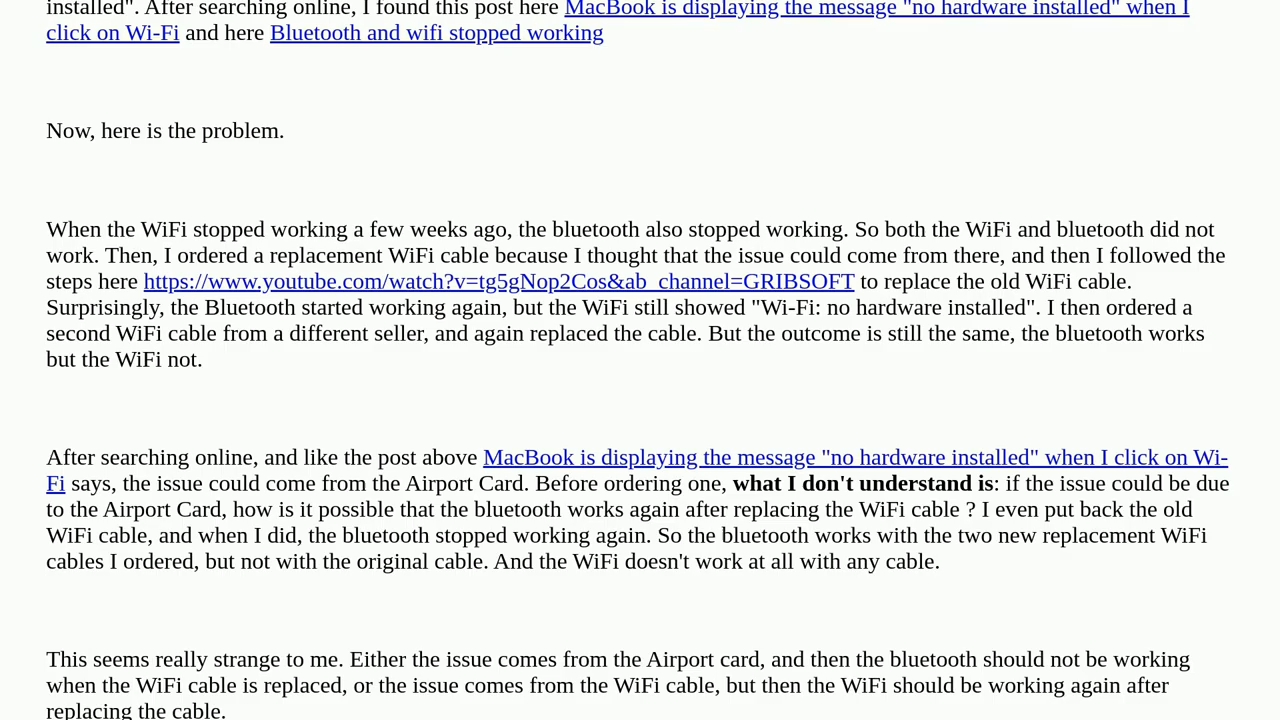 installed". After searching online, I found this post here MacBook is displaying the message "no hardware installed" when I
click on Wi-Fi and here Bluetooth and wifi stopped working
Now, here is the problem.
When the WiFi stopped working a few weeks ago, the bluetooth also stopped working. So both the WiFi and bluetooth did not
work. Then, I ordered a replacement WiFi cable because I thought that the issue could come from there, and then I followed the
steps here https://www.youtube.com/watch?v=tg5gNop2Cos&ab_channel=GRIBSOFT to replace the old WiFi cable.
Surprisingly, the Bluetooth started working again, but the WiFi still showed "Wi-Fi: no hardware installed". I then ordered a
second WiFi cable from a different seller, and again replaced the cable. But the outcome is still the same, the bluetooth works
but the WiFi not.
After searching online, and like the post above MacBook is displaying the message "no hardware installed" when I click on Wi-
Fi says, the issue could come from the Airport Card. Before ordering one, what I don't understand is: if the issue could be due
to the Airport Card, how is it possible that the bluetooth works again after replacing the WiFi cable ? I even put back the old
WiFi cable, and when I did, the bluetooth stopped working again. So the bluetooth works with the two new replacement WiFi
cables I ordered, but not with the original cable. And the WiFi doesn't work at all with any cable.
This seems really strange to me. Either the issue comes from the Airport card, and then the bluetooth should not be working
when the WiFi cable is replaced, or the issue comes from the WiFi cable, but then the WiFi should be working again after
replacing the cable.